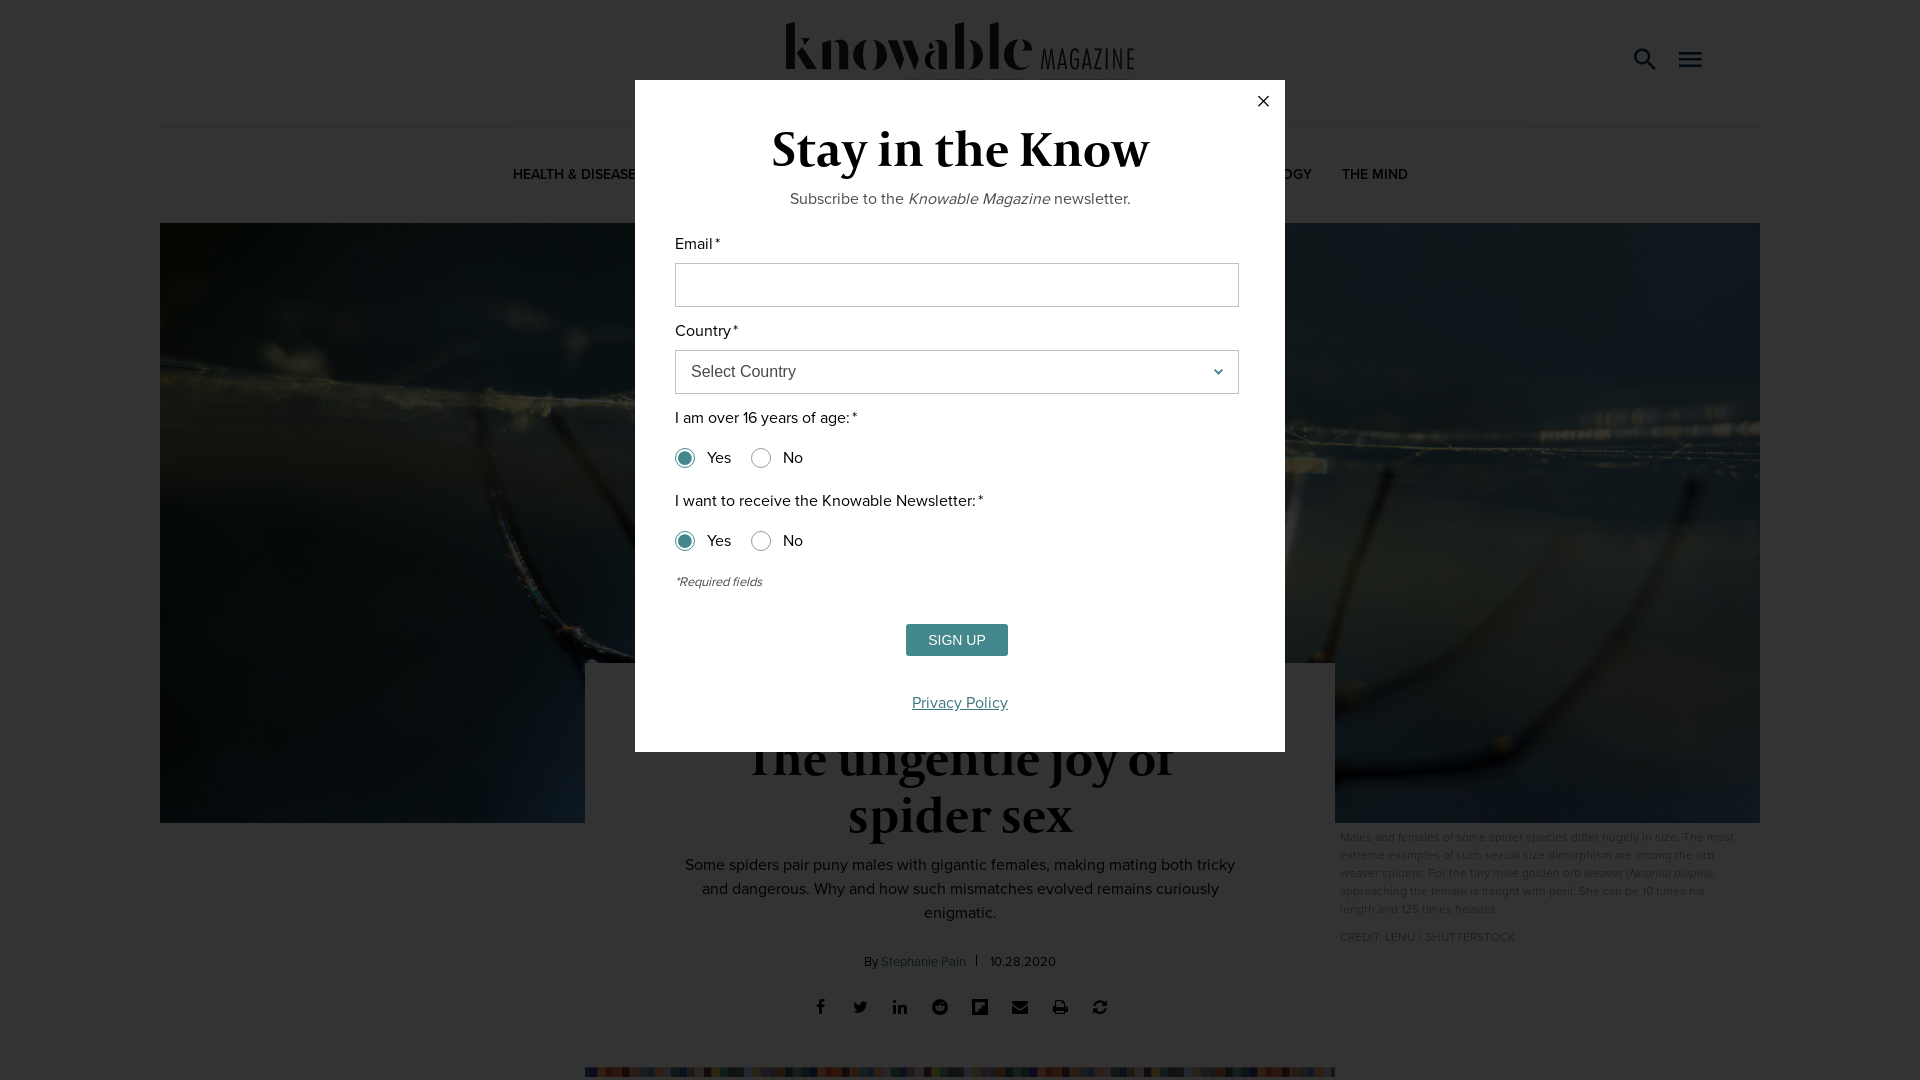 knowable MAGAZINE
HEALTH & DISEASE
OGY
THE MIND
Stay in the Know
Subscribe to the Knowable Magazine newsletter.
Email *
Country *
Select Country
I am over 16 years of age: *
Yes
No
I want to receive the Knowable Newsletter: *
Yes
No
*Required fields
SIGN UP
Privacy Policy
The ungentle joy of
spider sex
Some spiders pair puny males with gigantic females, making mating both tricky
and dangerous. Why and how such mismatches evolved remains curiously
enigmatic.
By Stephanie Pain | 10.28.2020
Males and females of some spider species differ hugely in size. The most
extreme examples of such sexual size dimorphism are among the orb
weaver spiders. For the tiny male golden orb weaver (Nephila pilipes),
approaching the female is fraught with peril: She can be 10 times his
length and 125 times heavier.
CREDIT: LENU / SHUTTERSTOCK